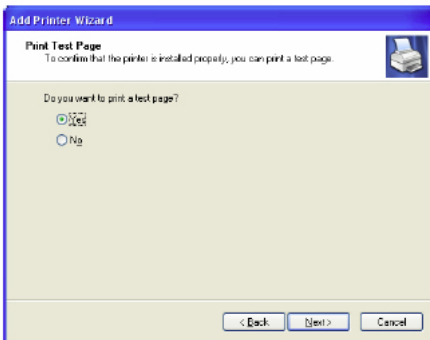 Add Printer Wizard
Print Test Page
To confirm that the printer is installed properly, you can print a test page.
Do you want to print a test page?
Yes
No
< Back
Next >
Cancel